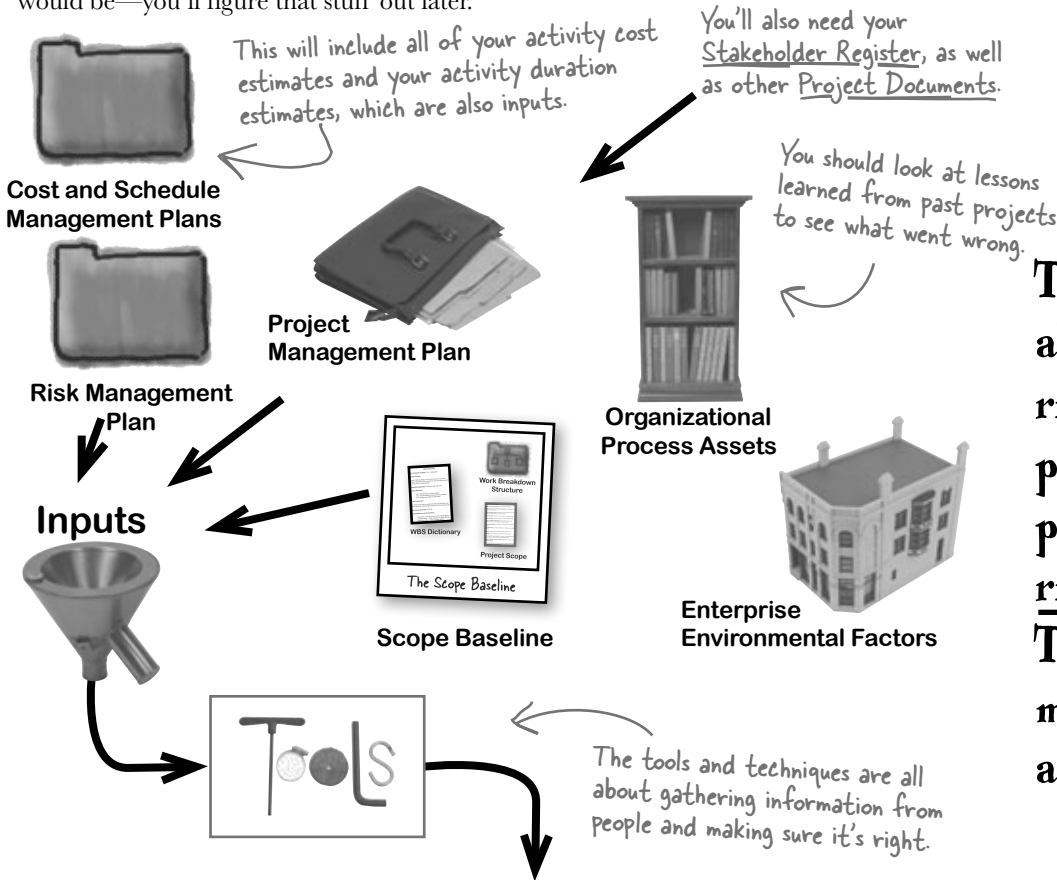 would be—you'll figure that stuff out later.
This will include all of your activity cost
estimates and your activity duration
estimates, which are also inputs.
You'll also need your
Stakeholder Register, as well
as other Project Documents.
You should look at lessons
learned from past projects
to see what went wrong.
Cost and Schedule
Management Plans
Project
Management Plan
Risk Management
Plan
Organizational
Process Assets
Inputs
Work Breakdown
Structure
WBS Dictionary
Project Scope
The Scope Baseline
Scope Baseline
Enterprise
Environmental Factors
TOOLS
The tools and techniques are all
about gathering information from
people and making sure it's right.
T
a
p
p
T
a